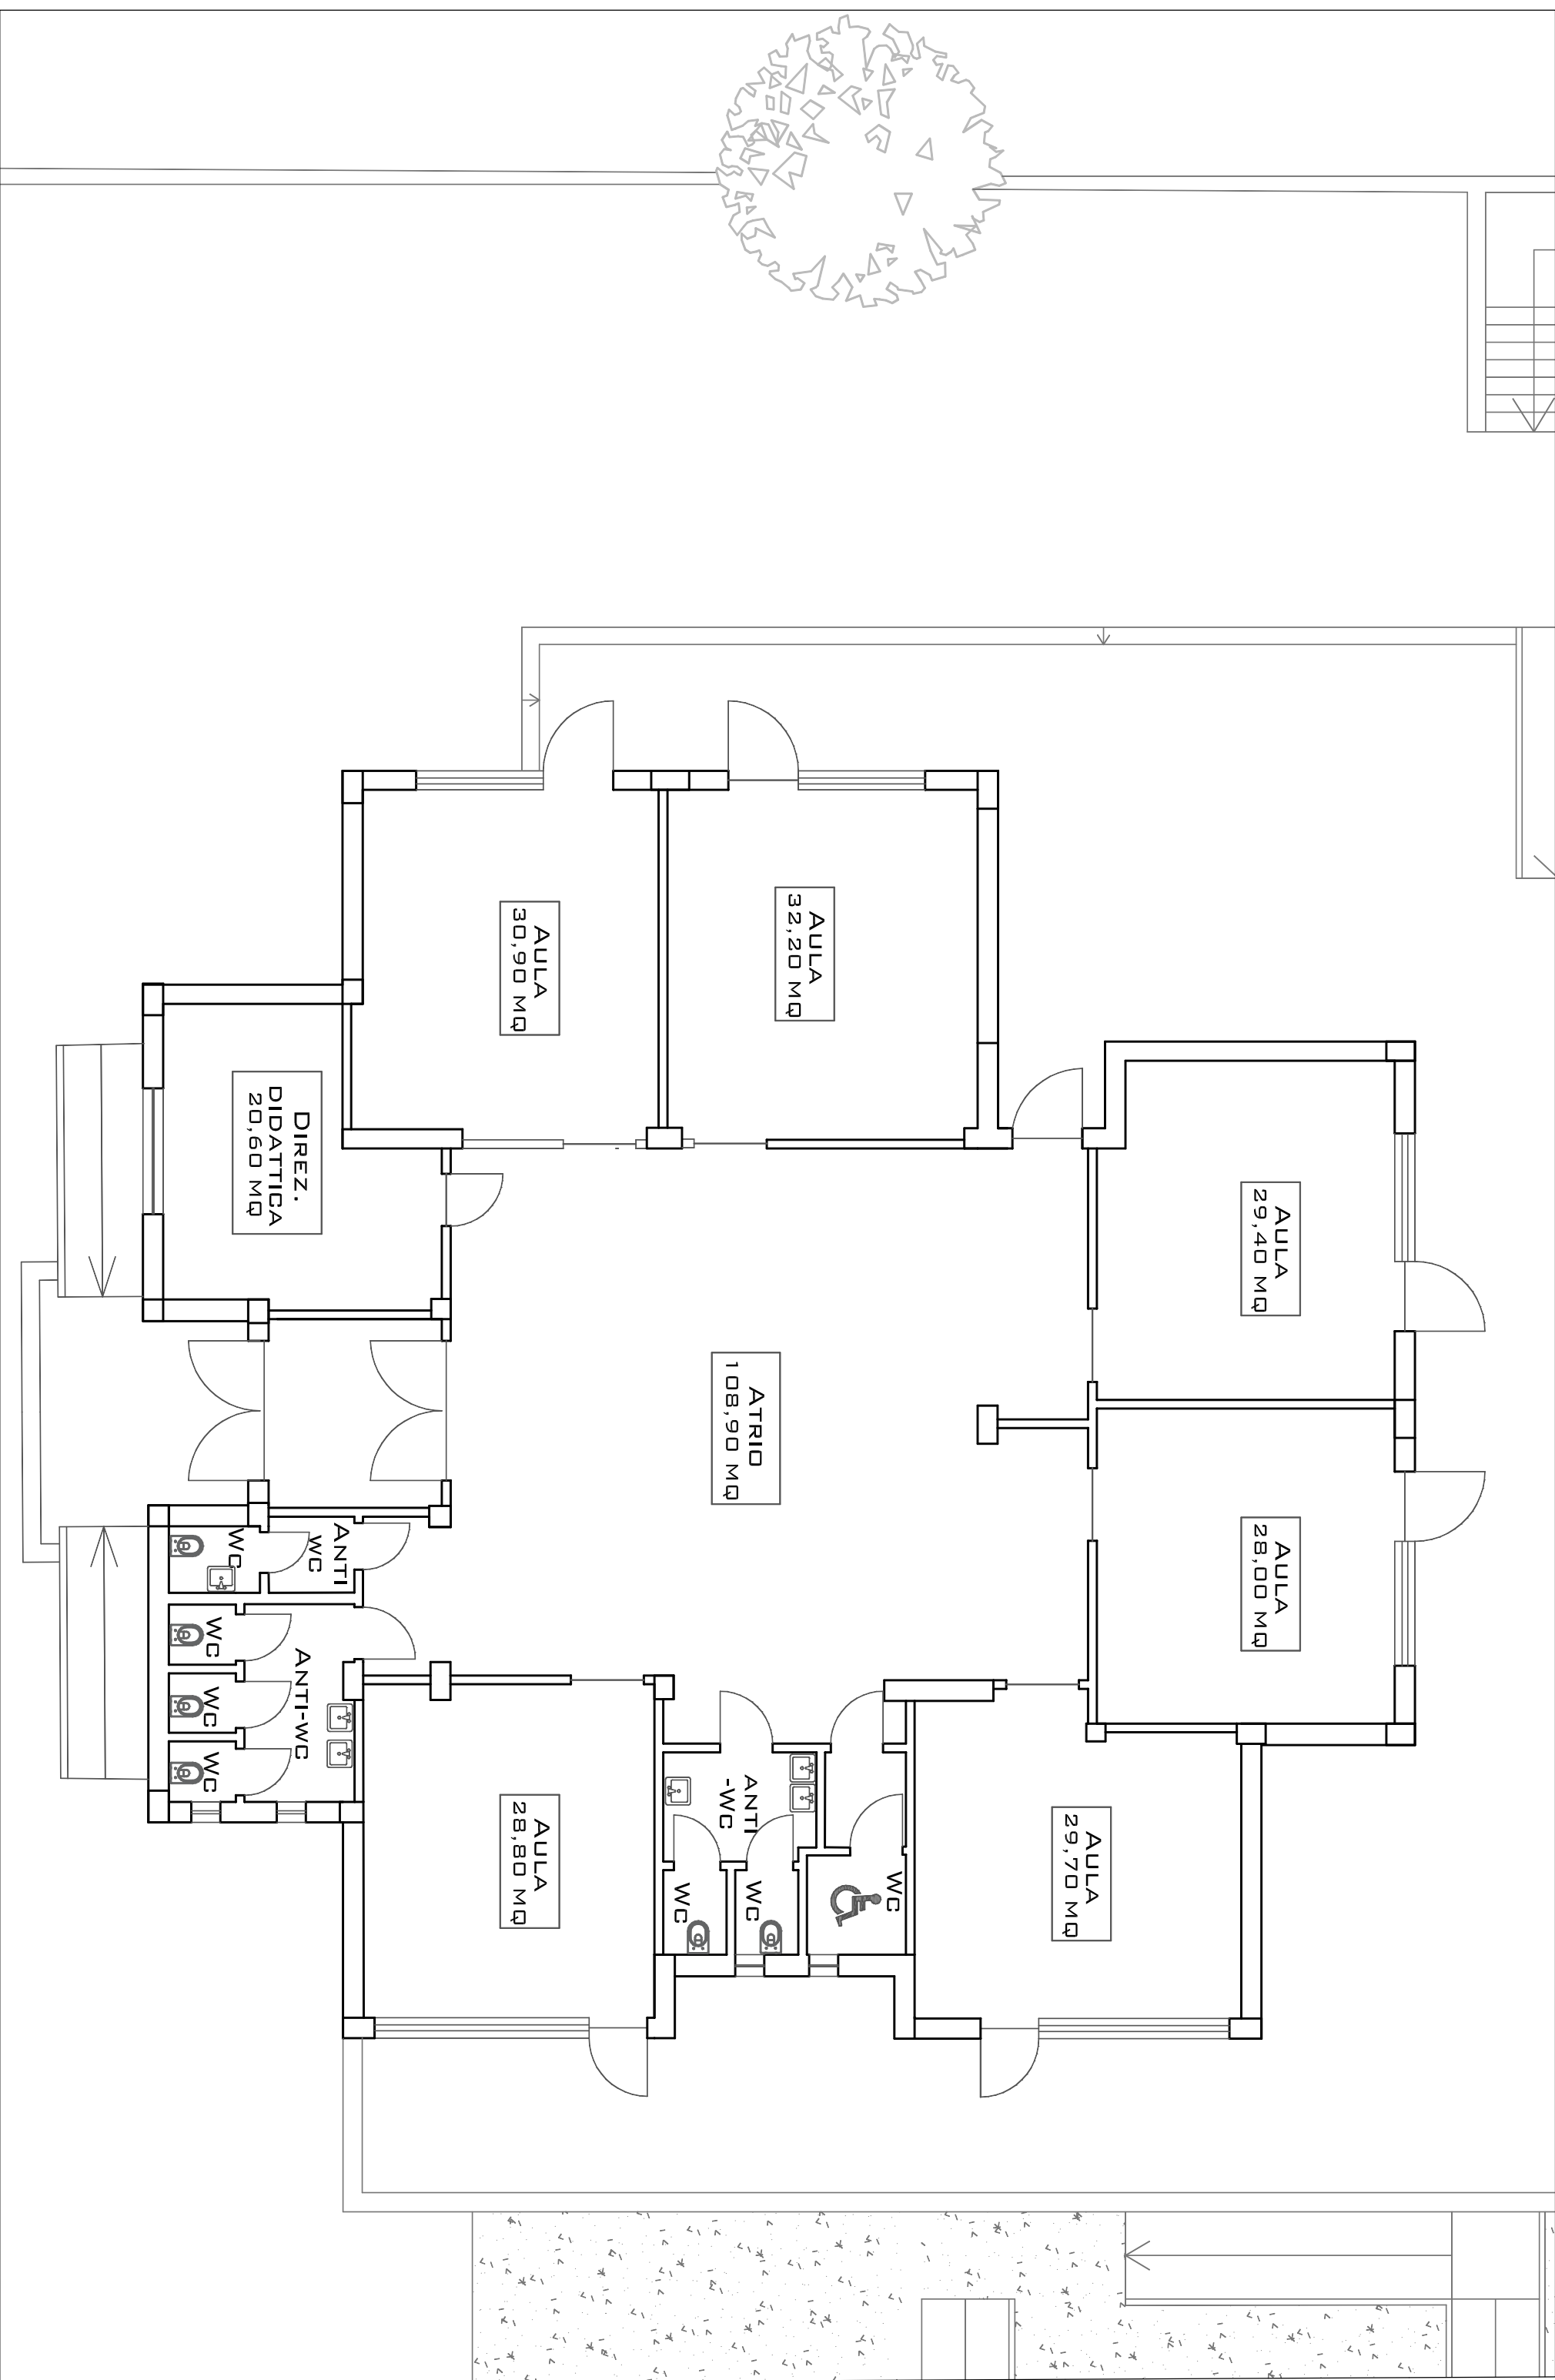 Aula
32,20 MQ
Aula
30,90 MQ
Direz.
didattica
20,60 MQ
Aula
29,40 MQ
Atrio
108,90 MQ
Aula
28,00 MQ
Anti
WC
WC
WC
WC
WC
Anti-WC
Aula
28,80 MQ
Anti
-WC
WC
WC
WC
Aula
29,70 MQ